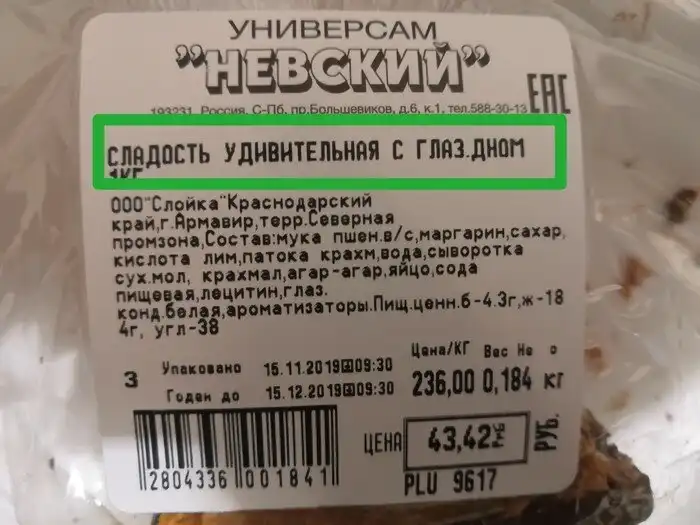 УНИВЕРСАМ
"НЕВСКИЙ"
EAC
193231, Россия, С-Пб, пр.Большевиков, д.6, к.1, тел.588-30-13
СЛАДОСТЬ УДИВИТЕЛЬНАЯ С ГЛАЗ.ДНОМ
1КГ
ООО"Слойка"Краснодарский
край,г.Армавир,терр.Северная
промзона,Состав:мука пшен.в/с,маргарин,сахар,
кислота лим,патока крахм,вода,сыворотка
сух.мол, крахмал,агар-агар,яйцо,сода
пищевая,лецитин,глаз.
конд.белая,ароматизаторы.Пищ.ценн.б-4.3г,ж-18
4г, угл-38
Цена/КГ Вес Не о
3 Упаковано 15.11.2019 09:30
Годен до 15.12.2019 09:30
236,00 0,184 кг
ЦЕНА 43,42 РУБ.
2804336 001841
PLU 9617